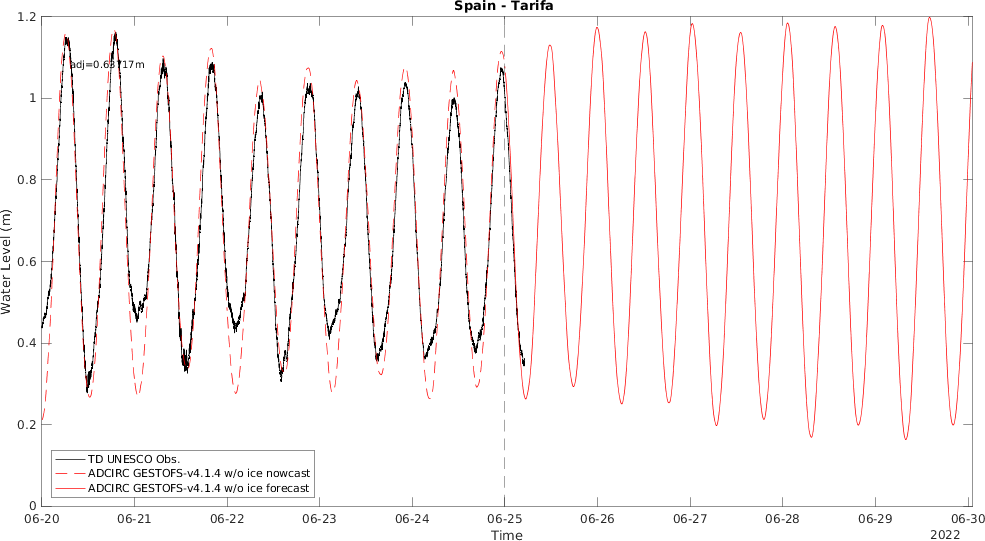 Spain - Tarifa
1.2
adj=0.63717m
1
0.8
Water Level (m)
0.6
0.4
0.2
0
TD UNESCO Obs.
ADCIRC GESTOFS-v4.1.4 w/o ice nowcast
ADCIRC GESTOFS-v4.1.4 w/o ice forecast
06-20 06-21 06-22 06-23 06-24 06-25 06-26 06-27 06-28 06-29 06-30
Time
2022